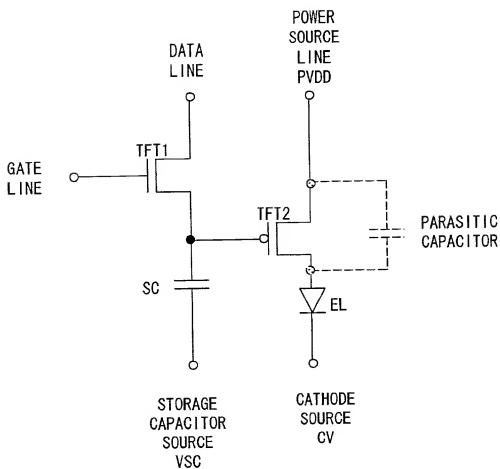 POWER
SOURCE
LINE
PVDD
DATA
LINE
TFT1
GATE
LINE
TFT2
PARASITIC
CAPACITOR
SC
EL
STORAGE
CAPACITOR
SOURCE
VSC
CATHODE
SOURCE
CV